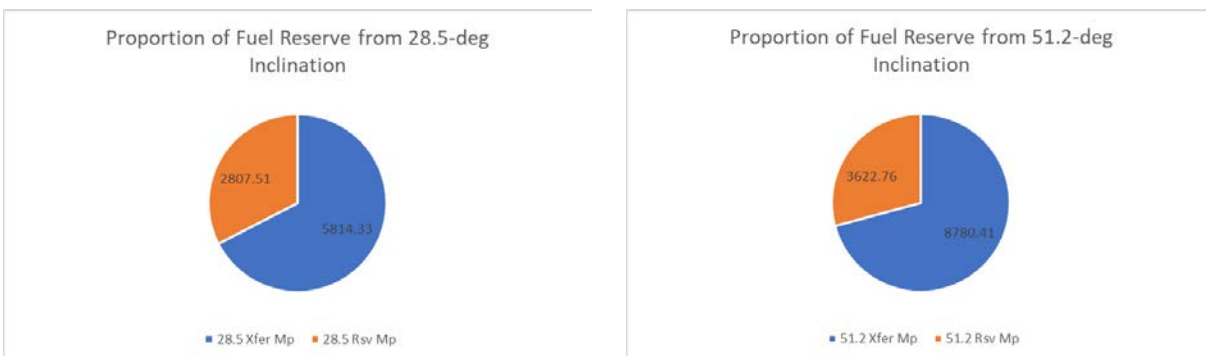 Proportion of Fuel Reserve from 28.5-deg
Inclination
2807.51
5814.33
28.5 Xfer Mp 28.5 Rsv Mp
Proportion of Fuel Reserve from 51.2-deg
Inclination
3622.76
8780.41
51.2 Xfer Mp 51.2 Rsv Mp